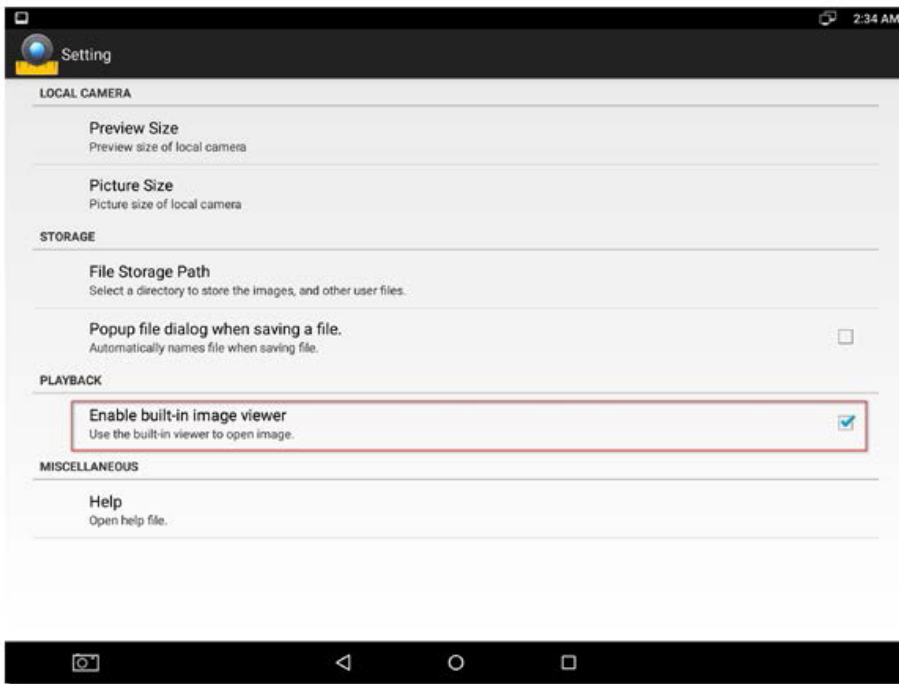 2:34 AM
Setting
LOCAL CAMERA
Preview Size
Preview size of local camera
Picture Size
Picture size of local camera
STORAGE
File Storage Path
Select a directory to store the images, and other user files.
Popup file dialog when saving a file.
Automatically names file when saving file.
PLAYBACK
Enable built-in image viewer
Use the built-in viewer to open image.
MISCELLANEOUS
Help
Open help file.